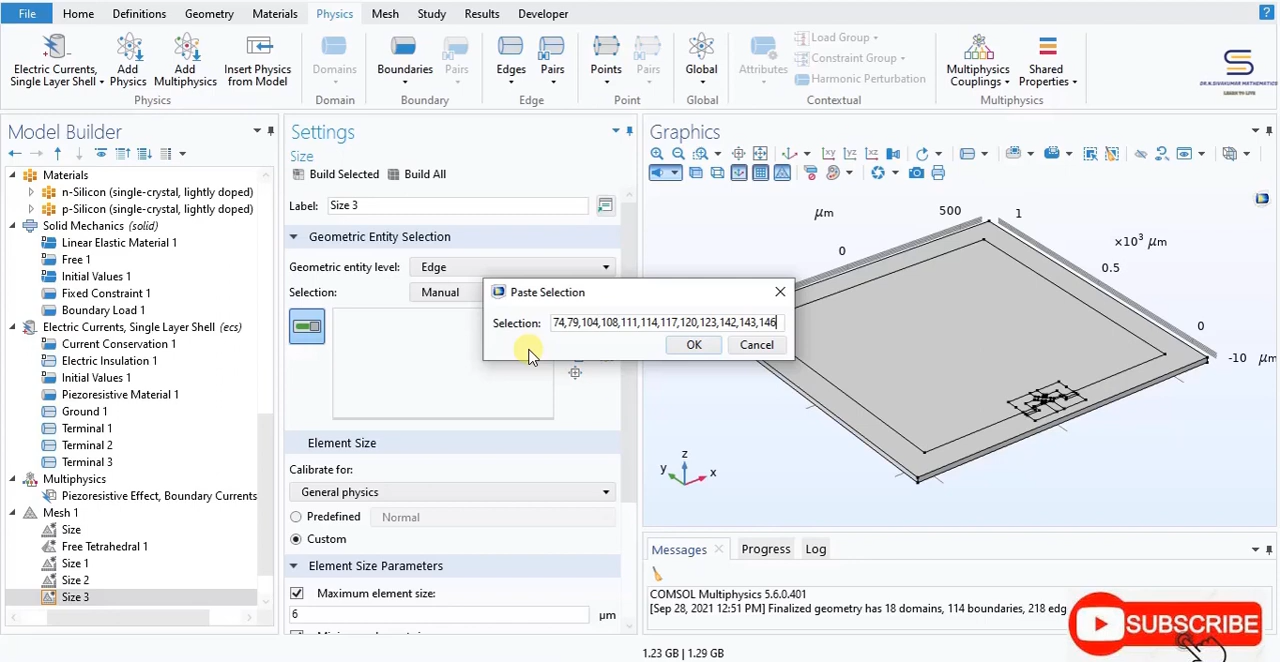 File Home Definitions Geometry Materials Physics Mesh Study Results Developer
?
Electric Currents, Single Layer Shell
Add Physics
Add Multiphysics
Insert Physics from Model
Domains
Boundaries
Pairs
Edges
Pairs
Points
Pairs
Global
Attributes
Load Group
Constraint Group
Harmonic Perturbation
Multiphysics Couplings
Shared Properties
Physics Domain Boundary Edge Point Global Contextual Multiphysics
DR.N.SIVAKUMAR MATHEMATICS
LEARN TO LIVE
Model Builder
Materials
n-Silicon (single-crystal, lightly doped)
p-Silicon (single-crystal, lightly doped)
Solid Mechanics (solid)
Linear Elastic Material 1
Free 1
Initial Values 1
Fixed Constraint 1
Boundary Load 1
Electric Currents, Single Layer Shell (ecs)
Current Conservation 1
Electric Insulation 1
Initial Values 1
Piezoresistive Material 1
Ground 1
Terminal 1
Terminal 2
Terminal 3
Multiphysics
Piezoresistive Effect, Boundary Currents
Mesh 1
Size
Free Tetrahedral 1
Size 1
Size 2
Size 3
Settings
Size
Build Selected Build All
Label: Size 3
Geometric Entity Selection
Geometric entity level: Edge
Selection: Manual
Element Size
Calibrate for:
General physics
Predefined Normal
Custom
Element Size Parameters
Maximum element size:
6 μm
Paste Selection
Selection: 74,79,104,108,111,114,117,120,123,142,143,146
OK Cancel
Graphics
xy yz xz
μm 500 1
0 ×10³ μm
0.5
0
-10 μm
z
y x
Messages Progress Log
COMSOL Multiphysics 5.6.0.401
[Sep 28, 2021 12:51 PM] Finalized geometry has 18 domains, 114 boundaries, 218 edg
SUBSCRIBE
1.23 GB | 1.29 GB